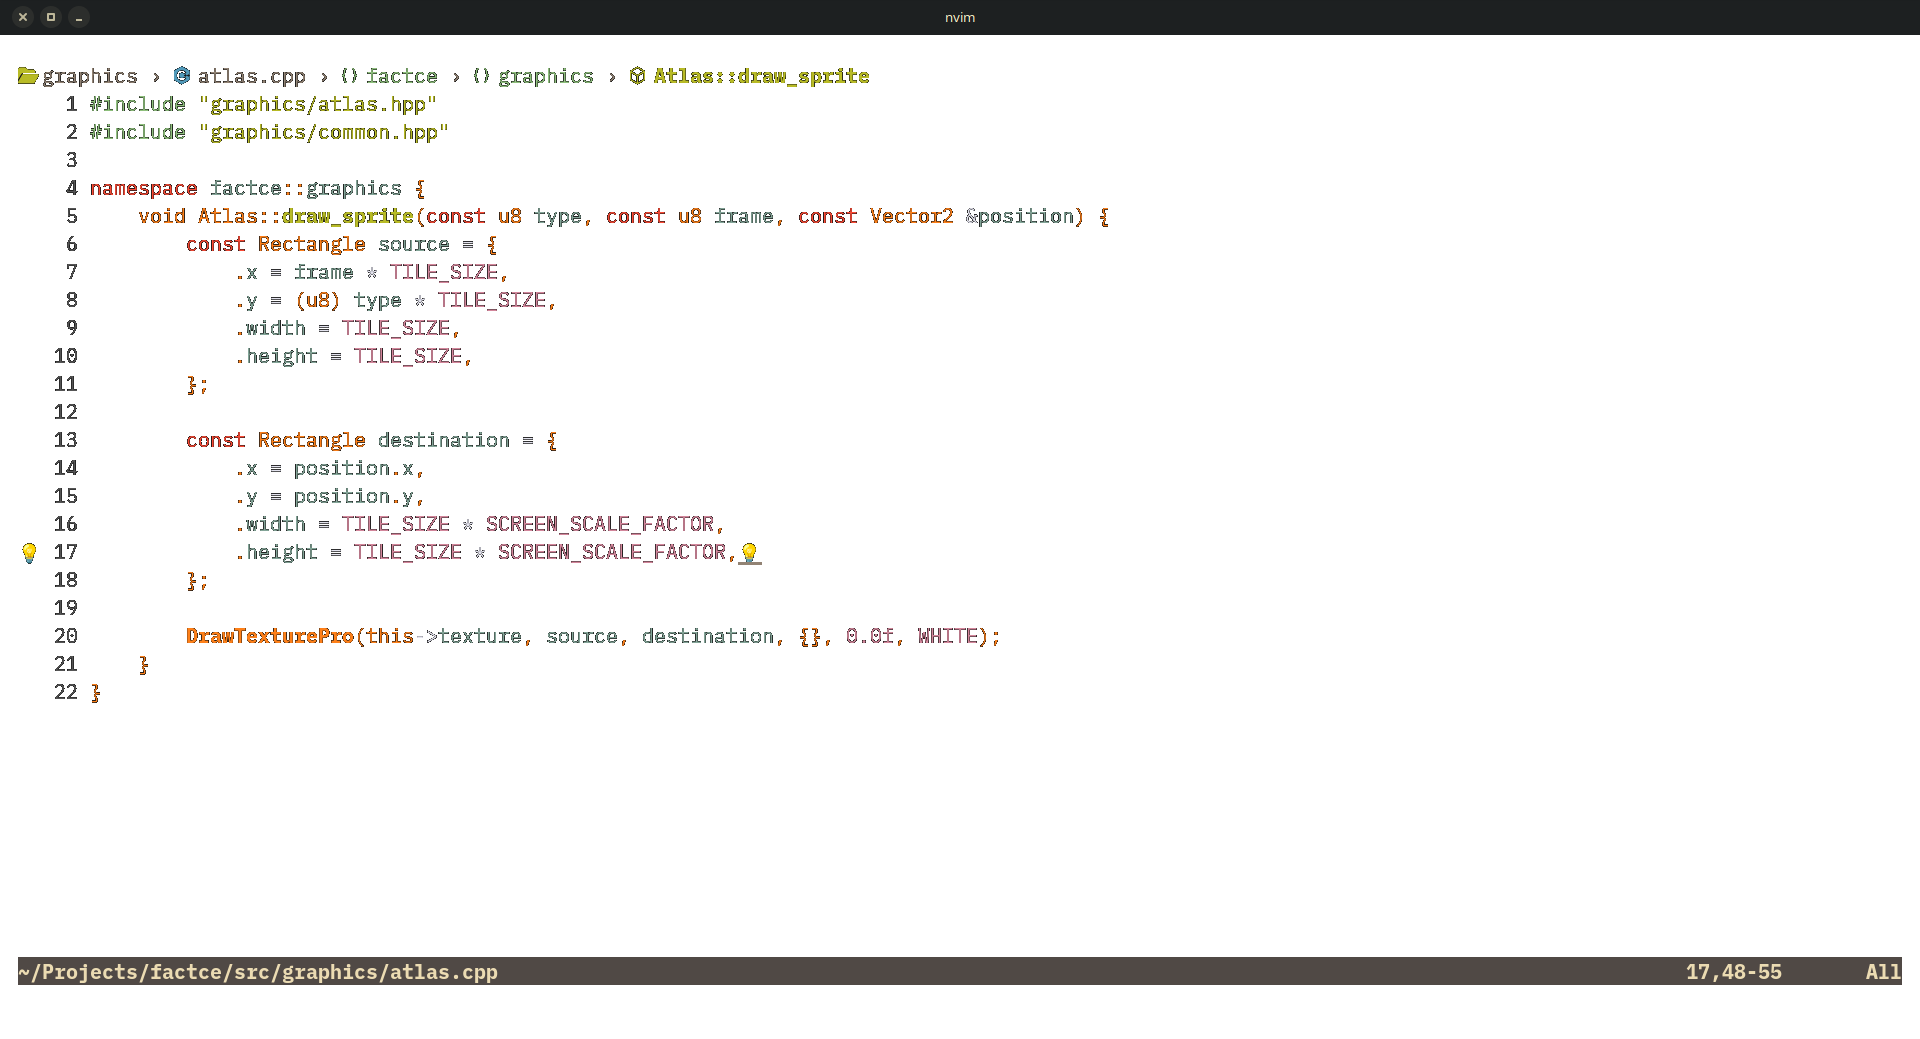 nvim
graphics › atlas.cpp › {} factce › {} graphics › Atlas::draw_sprite
1 #include "graphics/atlas.hpp"
2 #include "graphics/common.hpp"
3
4 namespace factce::graphics {
5     void Atlas::draw_sprite(const u8 type, const u8 frame, const Vector2 &position) {
6         const Rectangle source = {
7             .x = frame * TILE_SIZE,
8             .y = (u8) type * TILE_SIZE,
9             .width = TILE_SIZE,
10             .height = TILE_SIZE,
11         };
12
13         const Rectangle destination = {
14             .x = position.x,
15             .y = position.y,
16             .width = TILE_SIZE * SCREEN_SCALE_FACTOR,
17             .height = TILE_SIZE * SCREEN_SCALE_FACTOR,
18         };
19
20         DrawTexturePro(this->texture, source, destination, {}, 0.0f, WHITE);
21     }
22 }
~/Projects/factce/src/graphics/atlas.cpp 17,48-55 All